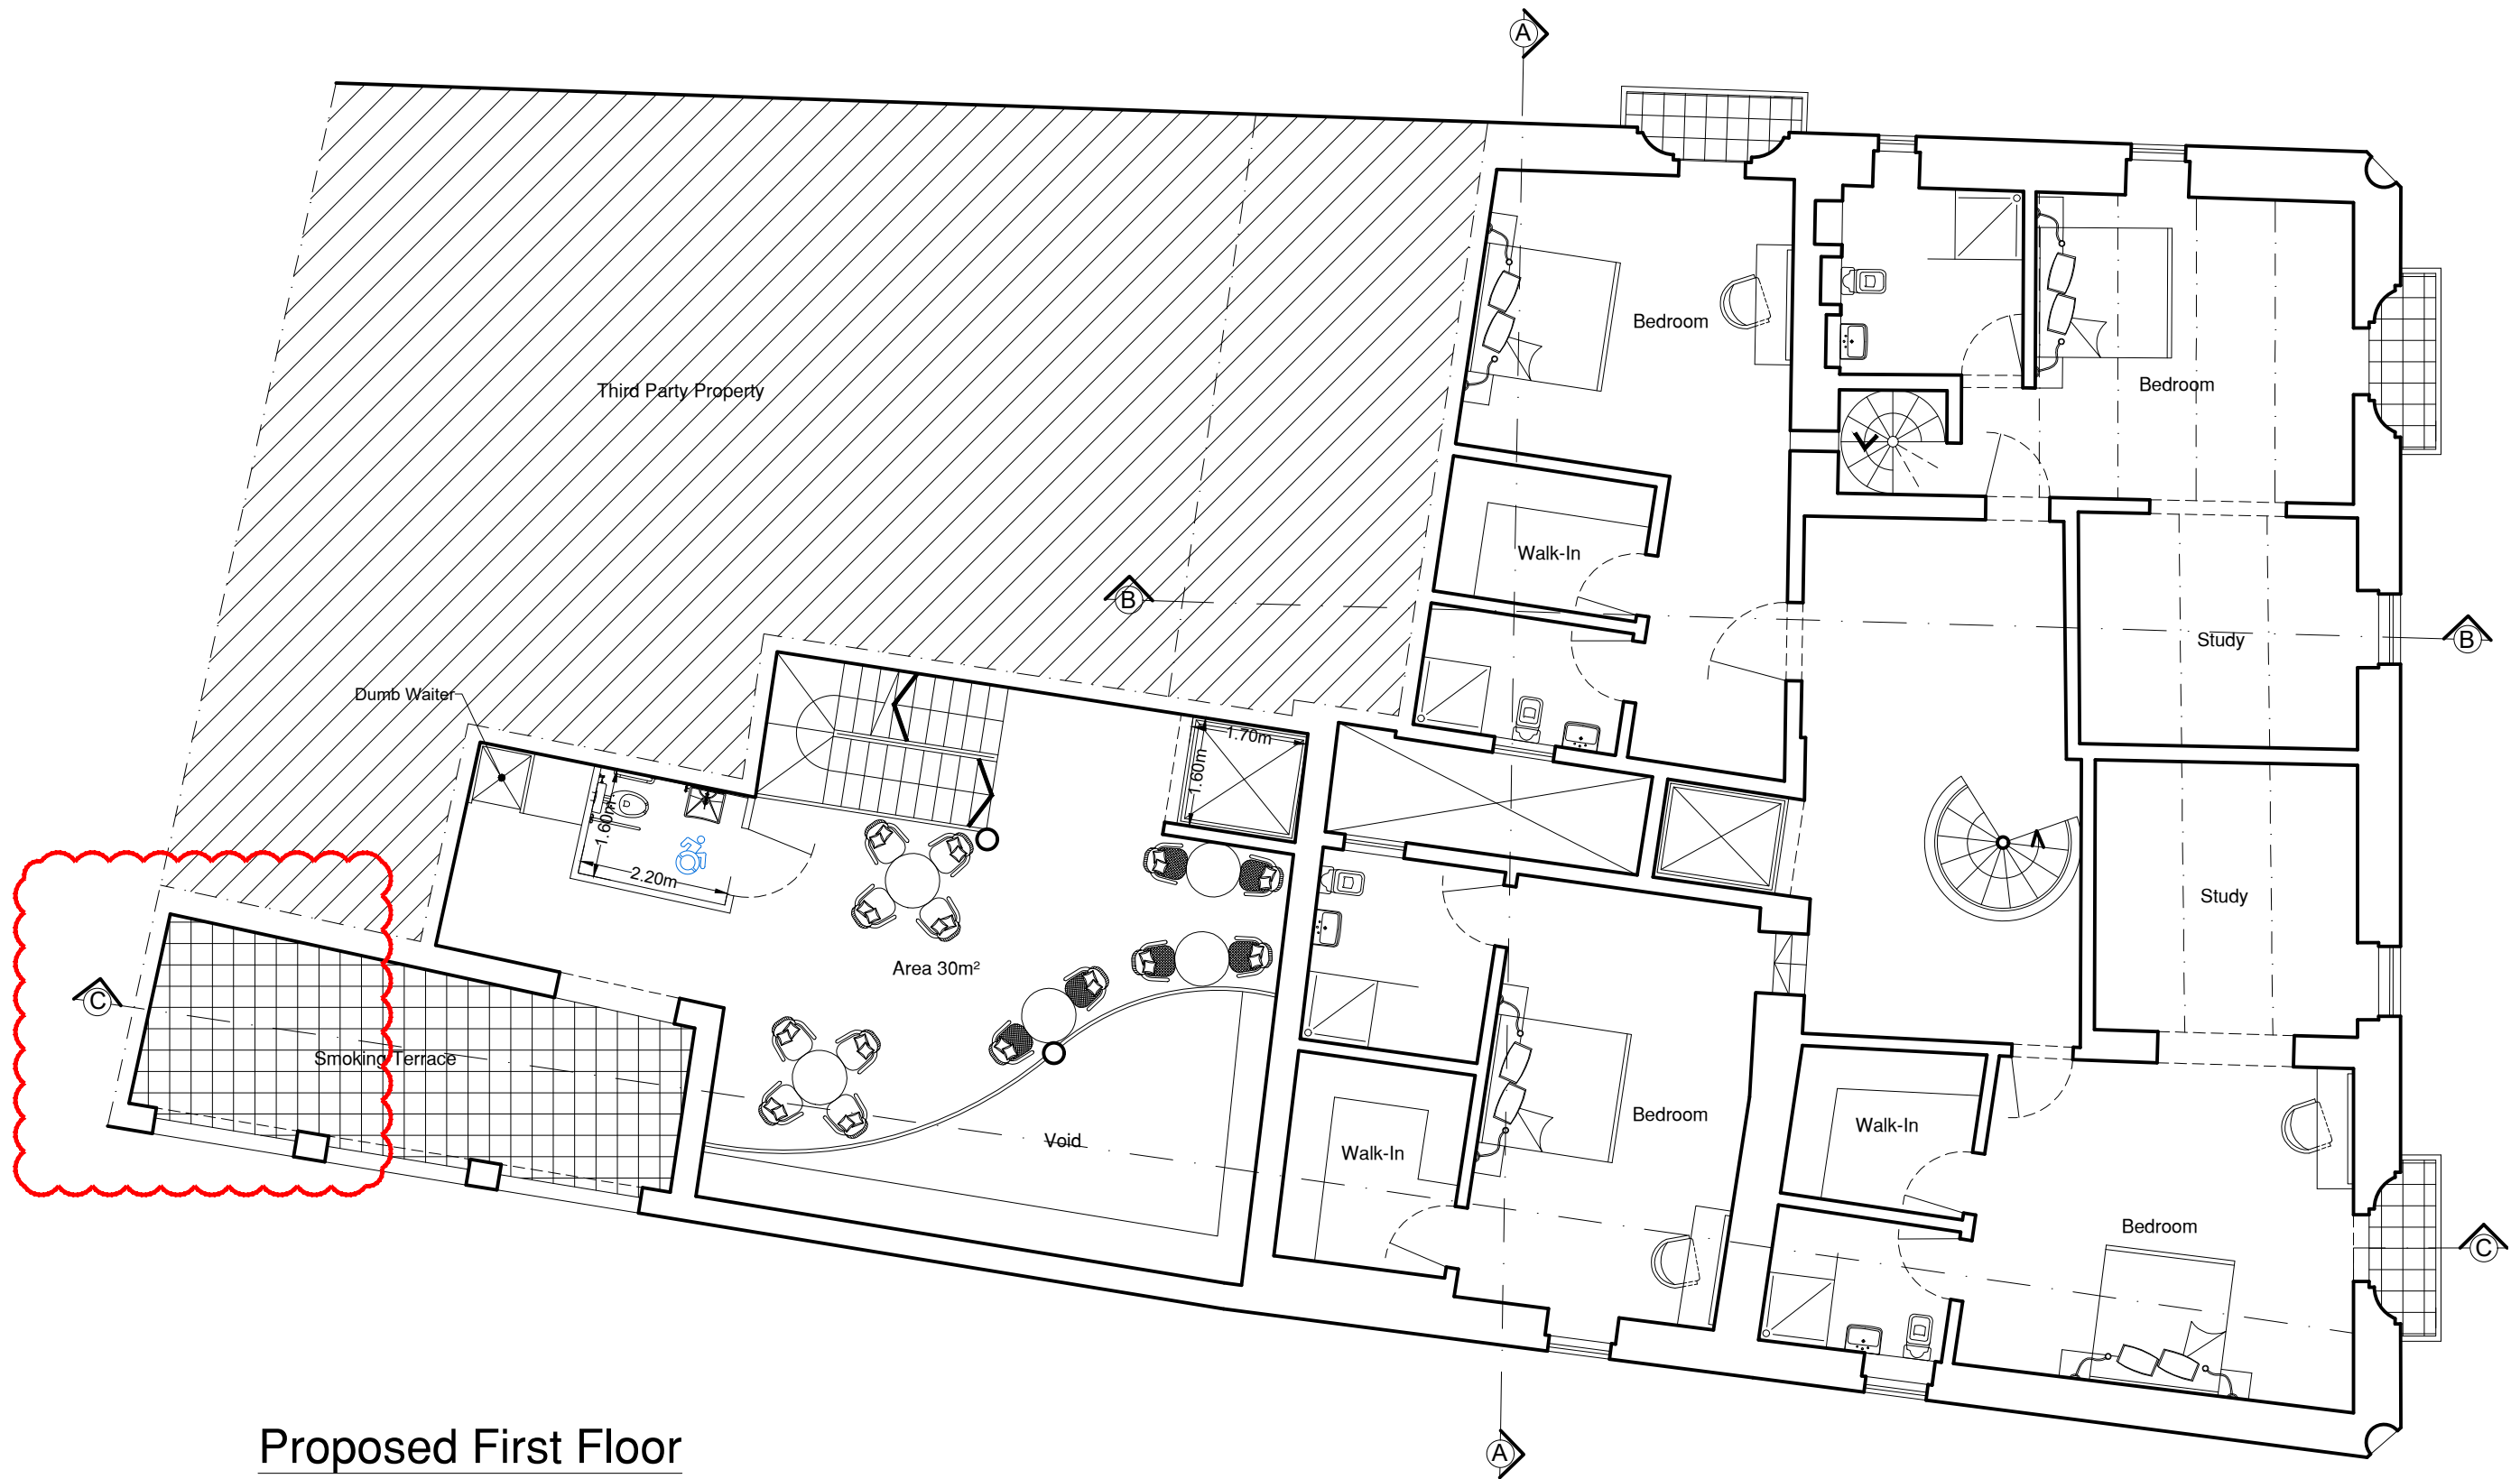 A
Bedroom
Third Party Property
Bedroom
Walk-In
B
Study
B
Dumb Waiter
1.70m
1.60m
1.60m
2.20m
Study
Area 30m²
C
Smoking Terrace
Bedroom
Walk-In
Void
Walk-In
Bedroom
C
Proposed First Floor
A